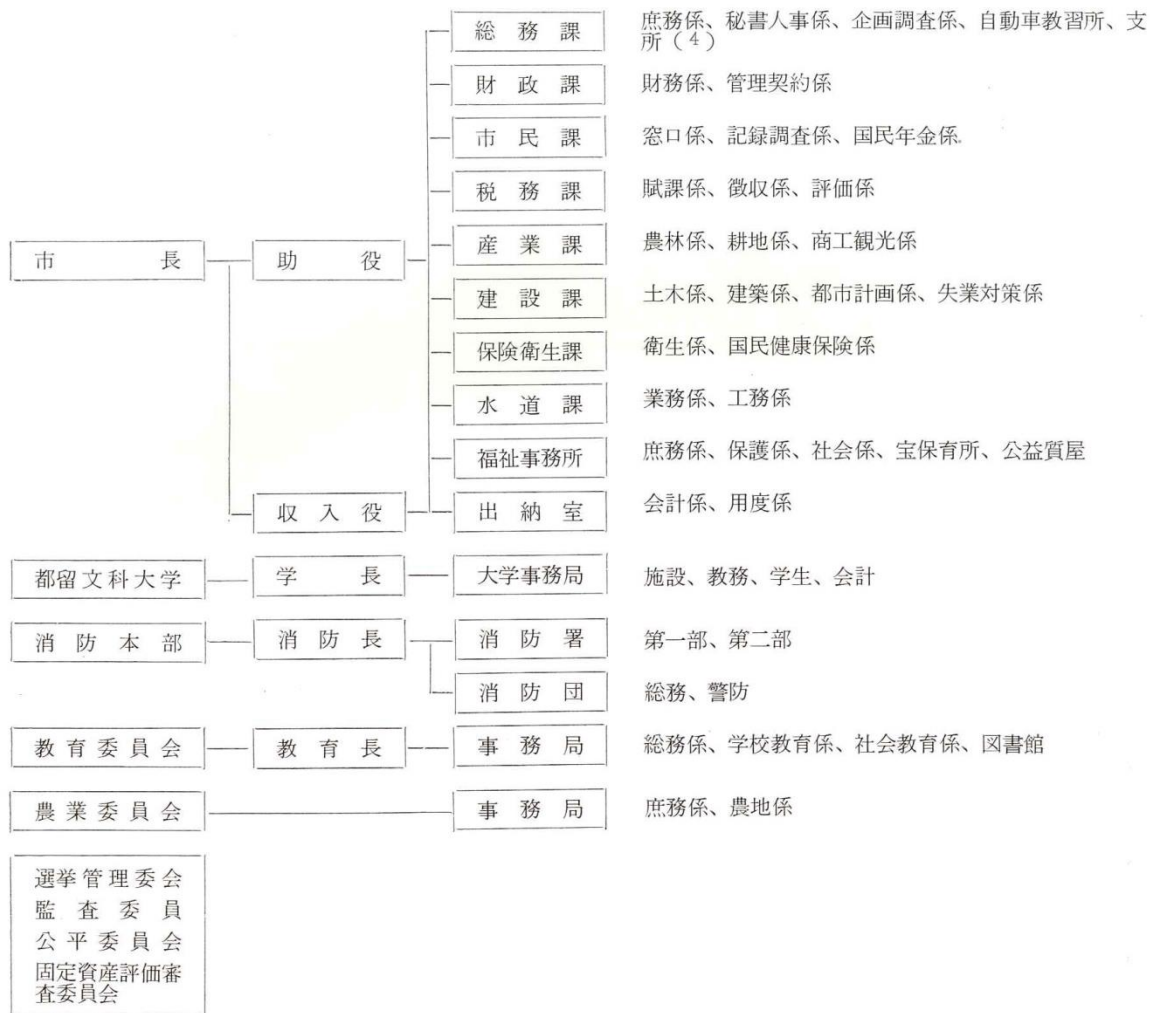 総務課 庶務係、秘書人事係、企画調査係、自動車教習所、支
所（4）
財政課 財務係、管理契約係
市民課 窓口係、記録調査係、国民年金係
税務課 賦課係、徴収係、評価係
市長 助役 産業課 農林係、耕地係、商工観光係
建設課 土木係、建築係、都市計画係、失業対策係
保険衛生課 衛生係、国民健康保険係
水道課 業務係、工務係
福祉事務所 庶務係、保護係、社会係、宝保育所、公益質屋
収入役 出納室 会計係、用度係
都留文科大学 学長 大学事務局 施設、教務、学生、会計
消防本部 消防長 消防署 第一部、第二部
消防団 総務、警防
教育委員会 教育長 事務局 総務係、学校教育係、社会教育係、図書館
農業委員会 事務局 庶務係、農地係
選挙管理委会
監査委員
公平委員会
固定資産評価審
査委員会